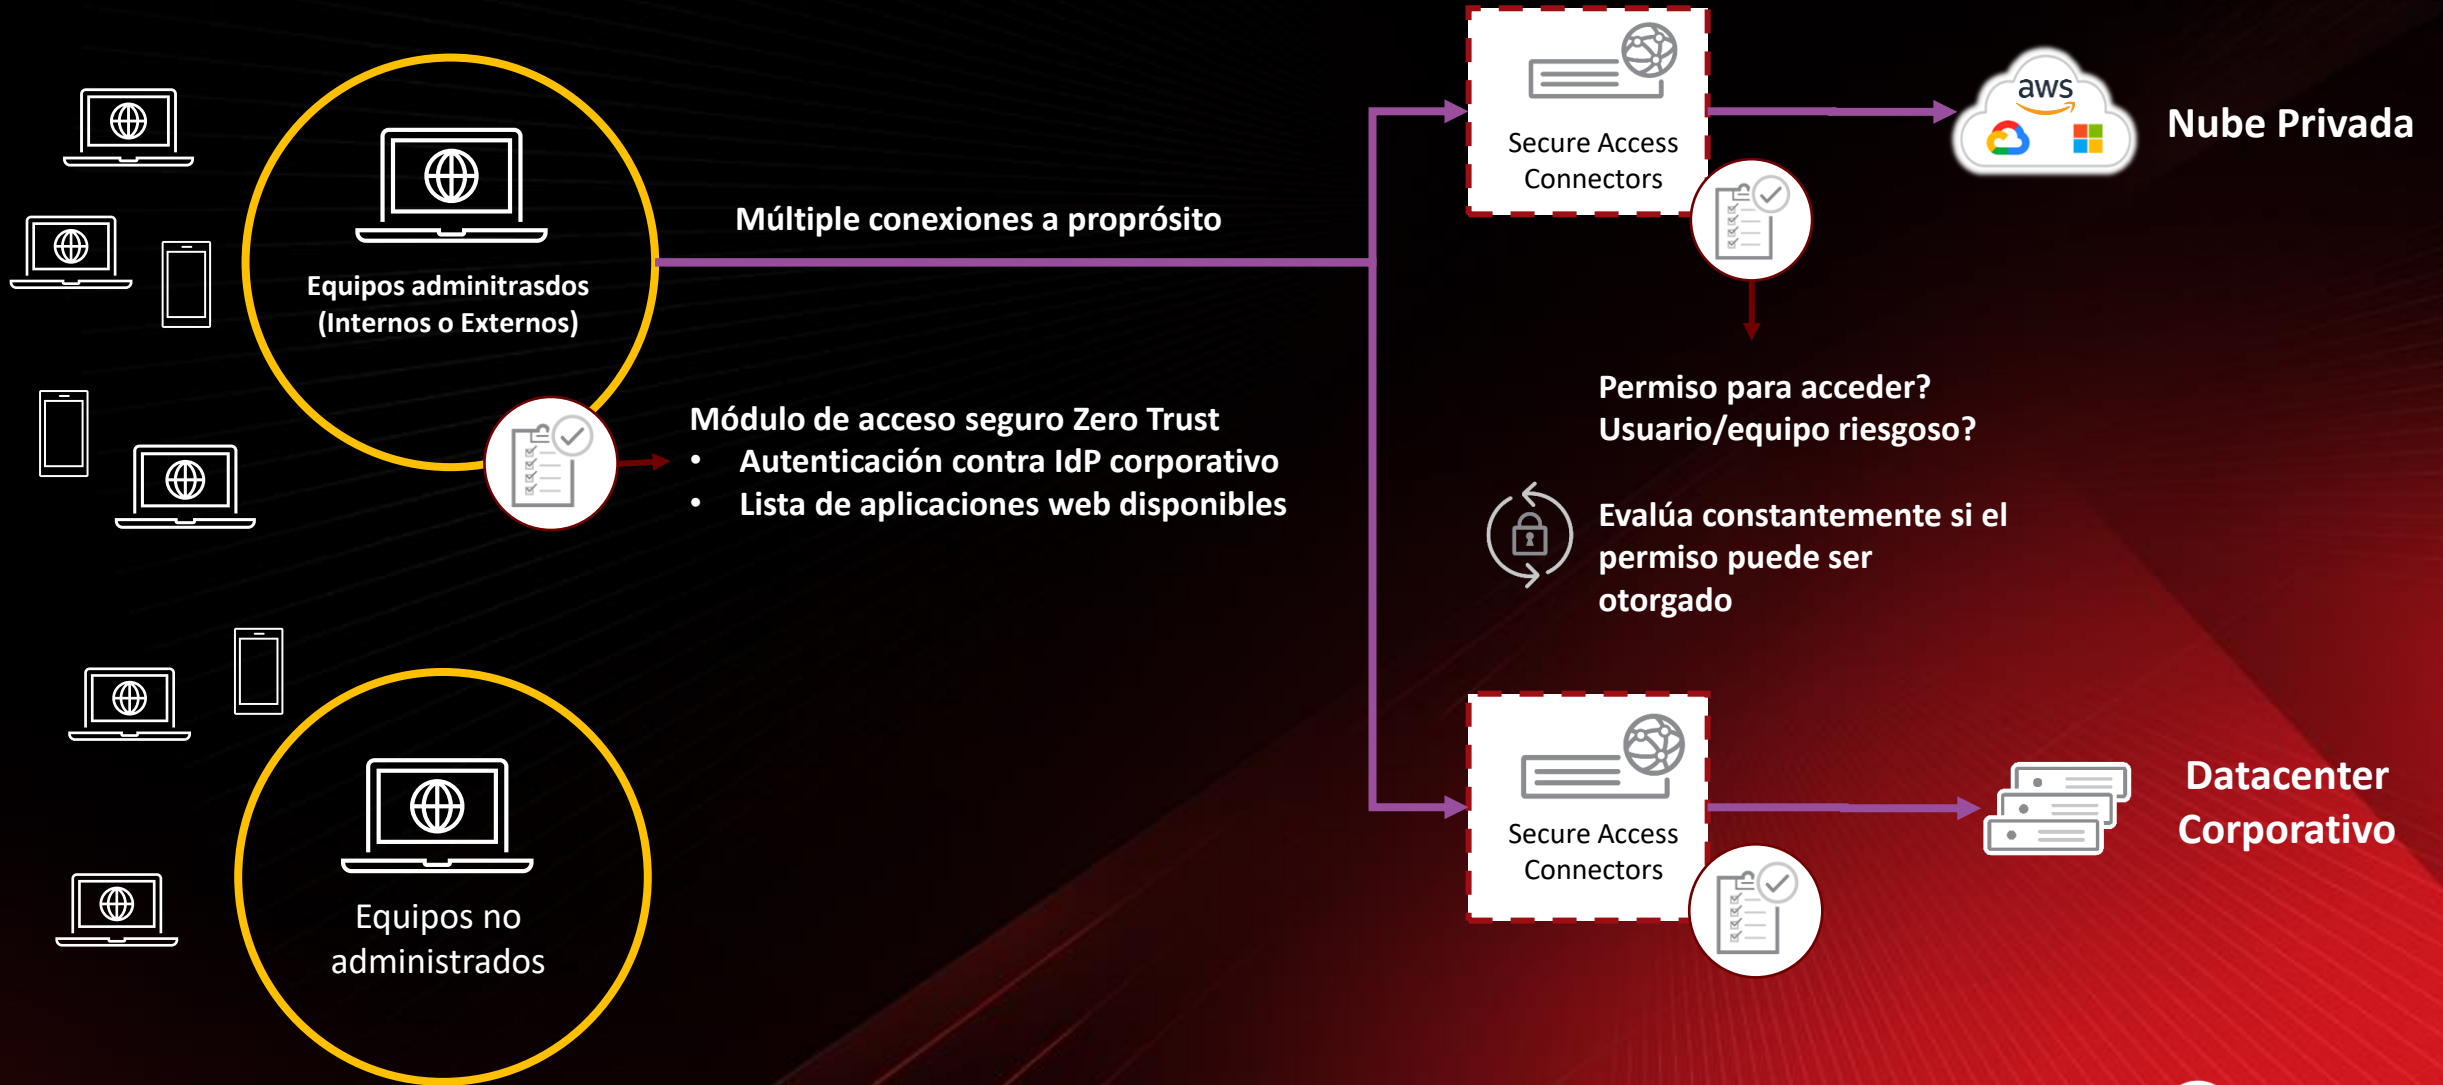 Equipos adminitrasdos
(Internos o Externos)
Múltiple conexiones a proprósito
Módulo de acceso seguro Zero Trust
• Autenticación contra IdP corporativo
• Lista de aplicaciones web disponibles
Equipos no
administrados
Secure Access
Connectors
aws
Nube Privada
Permiso para acceder?
Usuario/equipo riesgoso?
Evalúa constantemente si el
permiso puede ser
otorgado
Secure Access
Connectors
Datacenter
Corporativo